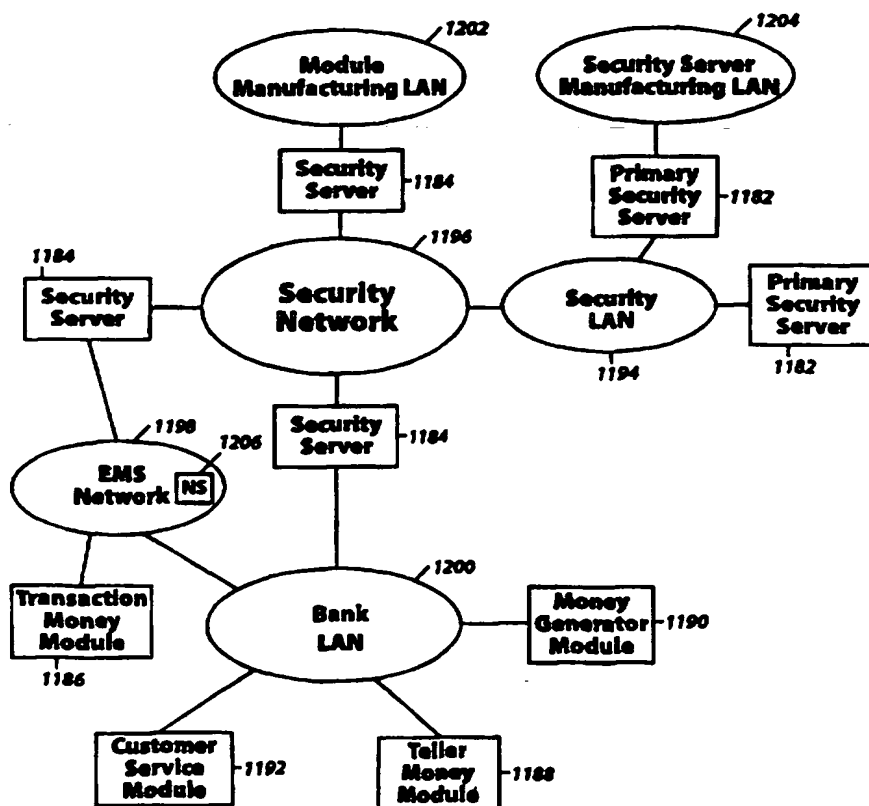 1202
1204
Module
Manufacturing LAN
Security Server
Manufacturing LAN
Security
Server
1184
Primary
Security
Server
1182
1196
1184
Security
Server
Security
Network
Security
LAN
1194
Primary
Security
Server
1182
Security
Server
1184
1198
1206
EMS
Network
NS
1200
Transaction
Money
Module
1186
Bank
LAN
Money
Generator
Module
1190
Customer
Service
Module
1192
Teller
Money
Module
1188